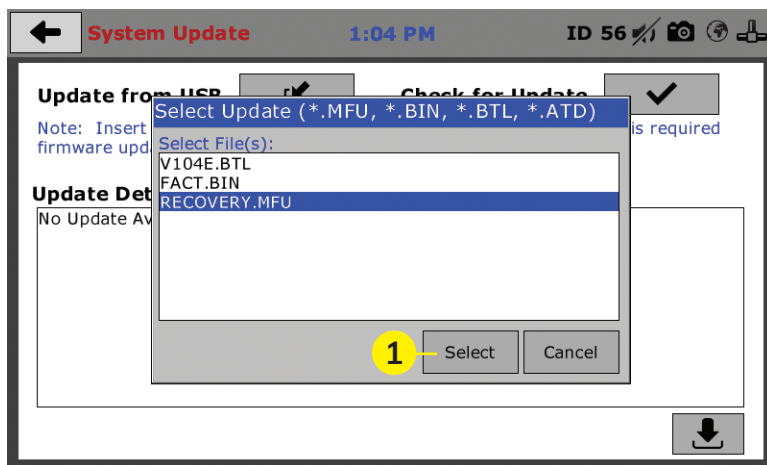 System Update 1:04 PM ID 56
Update from USB Check for Update
Select Update (*.MFU, *.BIN, *.BTL, *.ATD)
Note: Insert is required
firmware upd
Select File(s):
V104E.BTL
FACT.BIN
RECOVERY.MFU
Update Det
No Update Av
1 Select Cancel